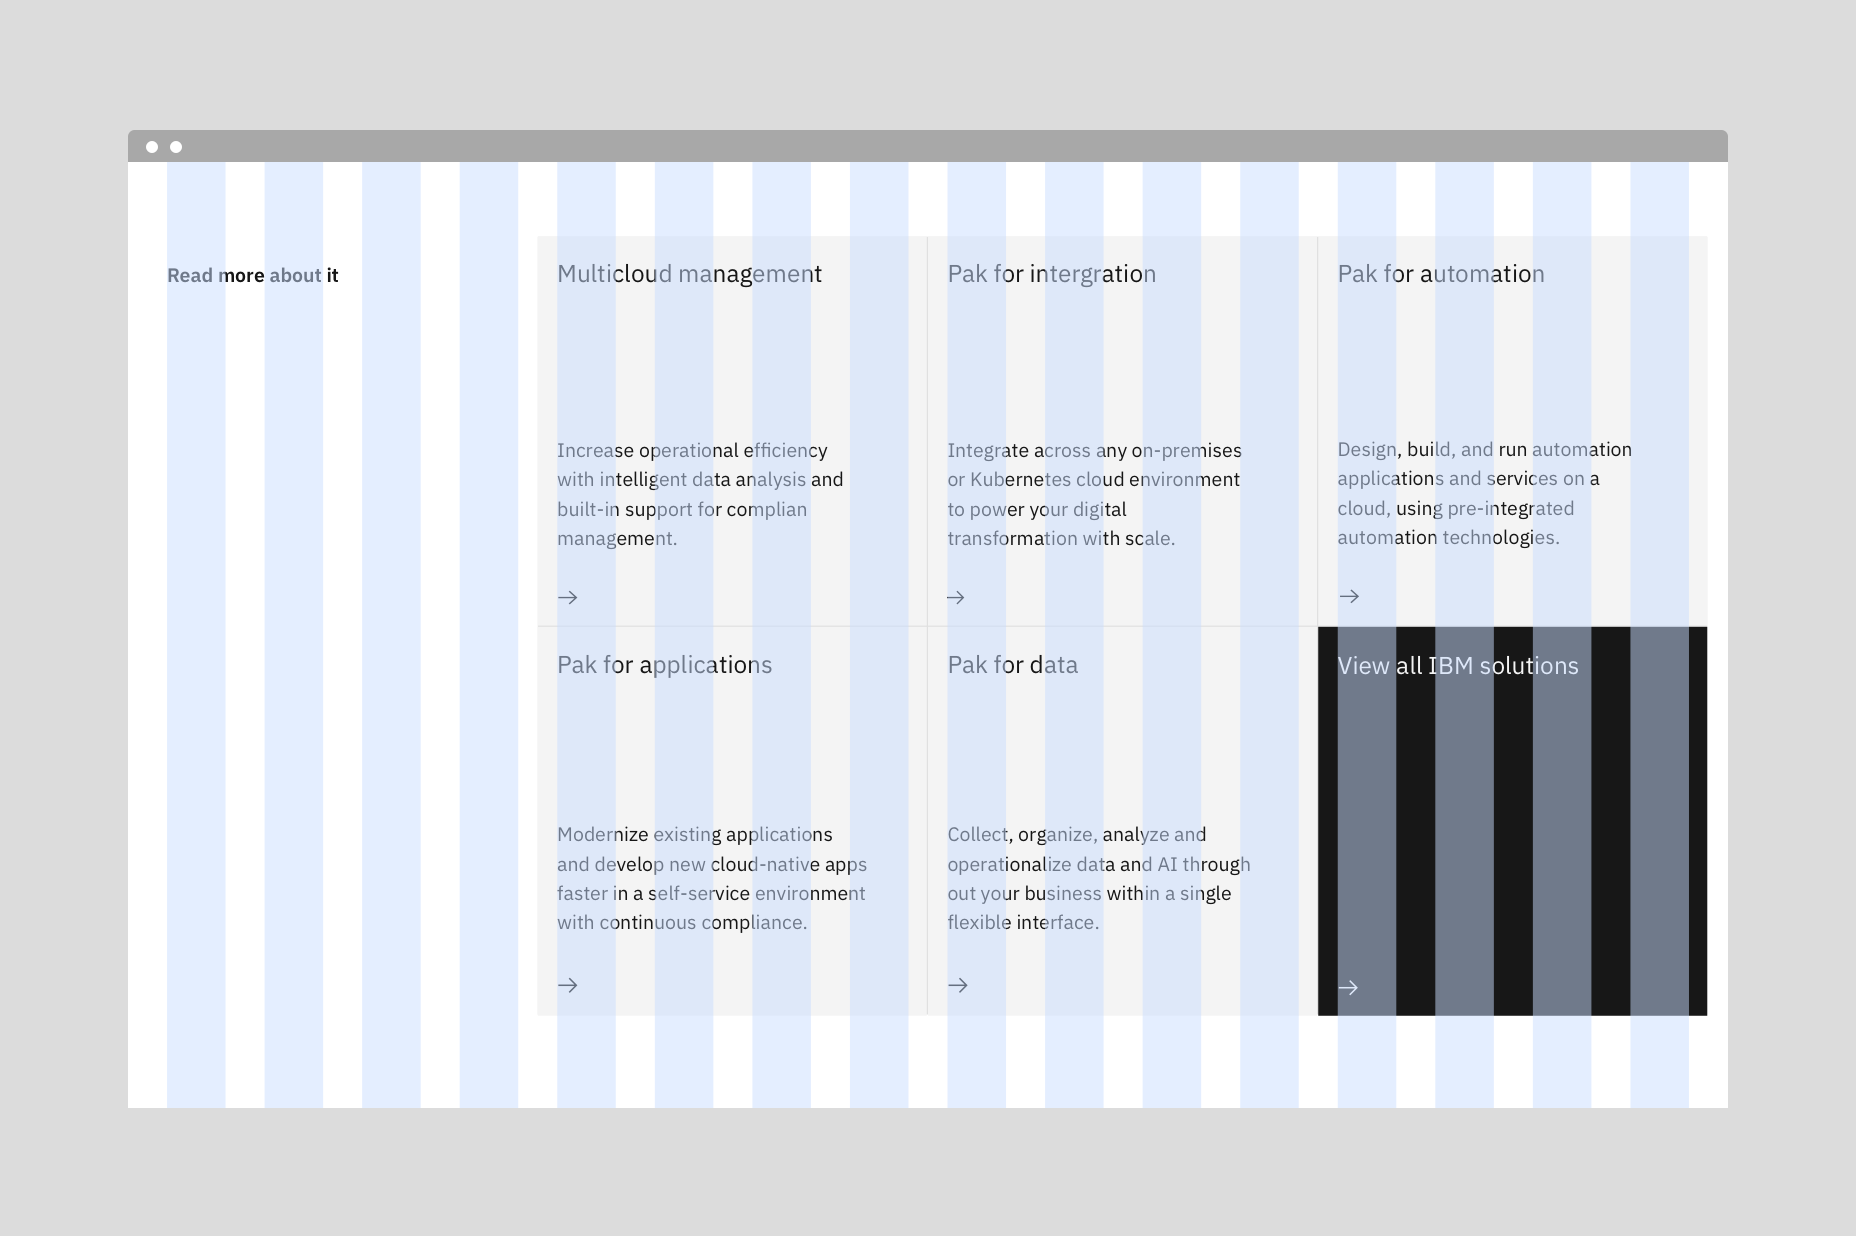 Read more about it
Multicloud management
Increase operational efficiency
with intelligent data analysis and
built-in support for complian
management.
Pak for intergration
Integrate across any on-premises
or Kubernetes cloud environment
to power your digital
transformation with scale.
Pak for automation
Design, build, and run automation
applications and services on a
cloud, using pre-integrated
automation technologies.
Pak for applications
Modernize existing applications
and develop new cloud-native apps
faster in a self-service environment
with continuous compliance.
Pak for data
Collect, organize, analyze and
operationalize data and AI through
out your business within a single
flexible interface.
View all IBM solutions